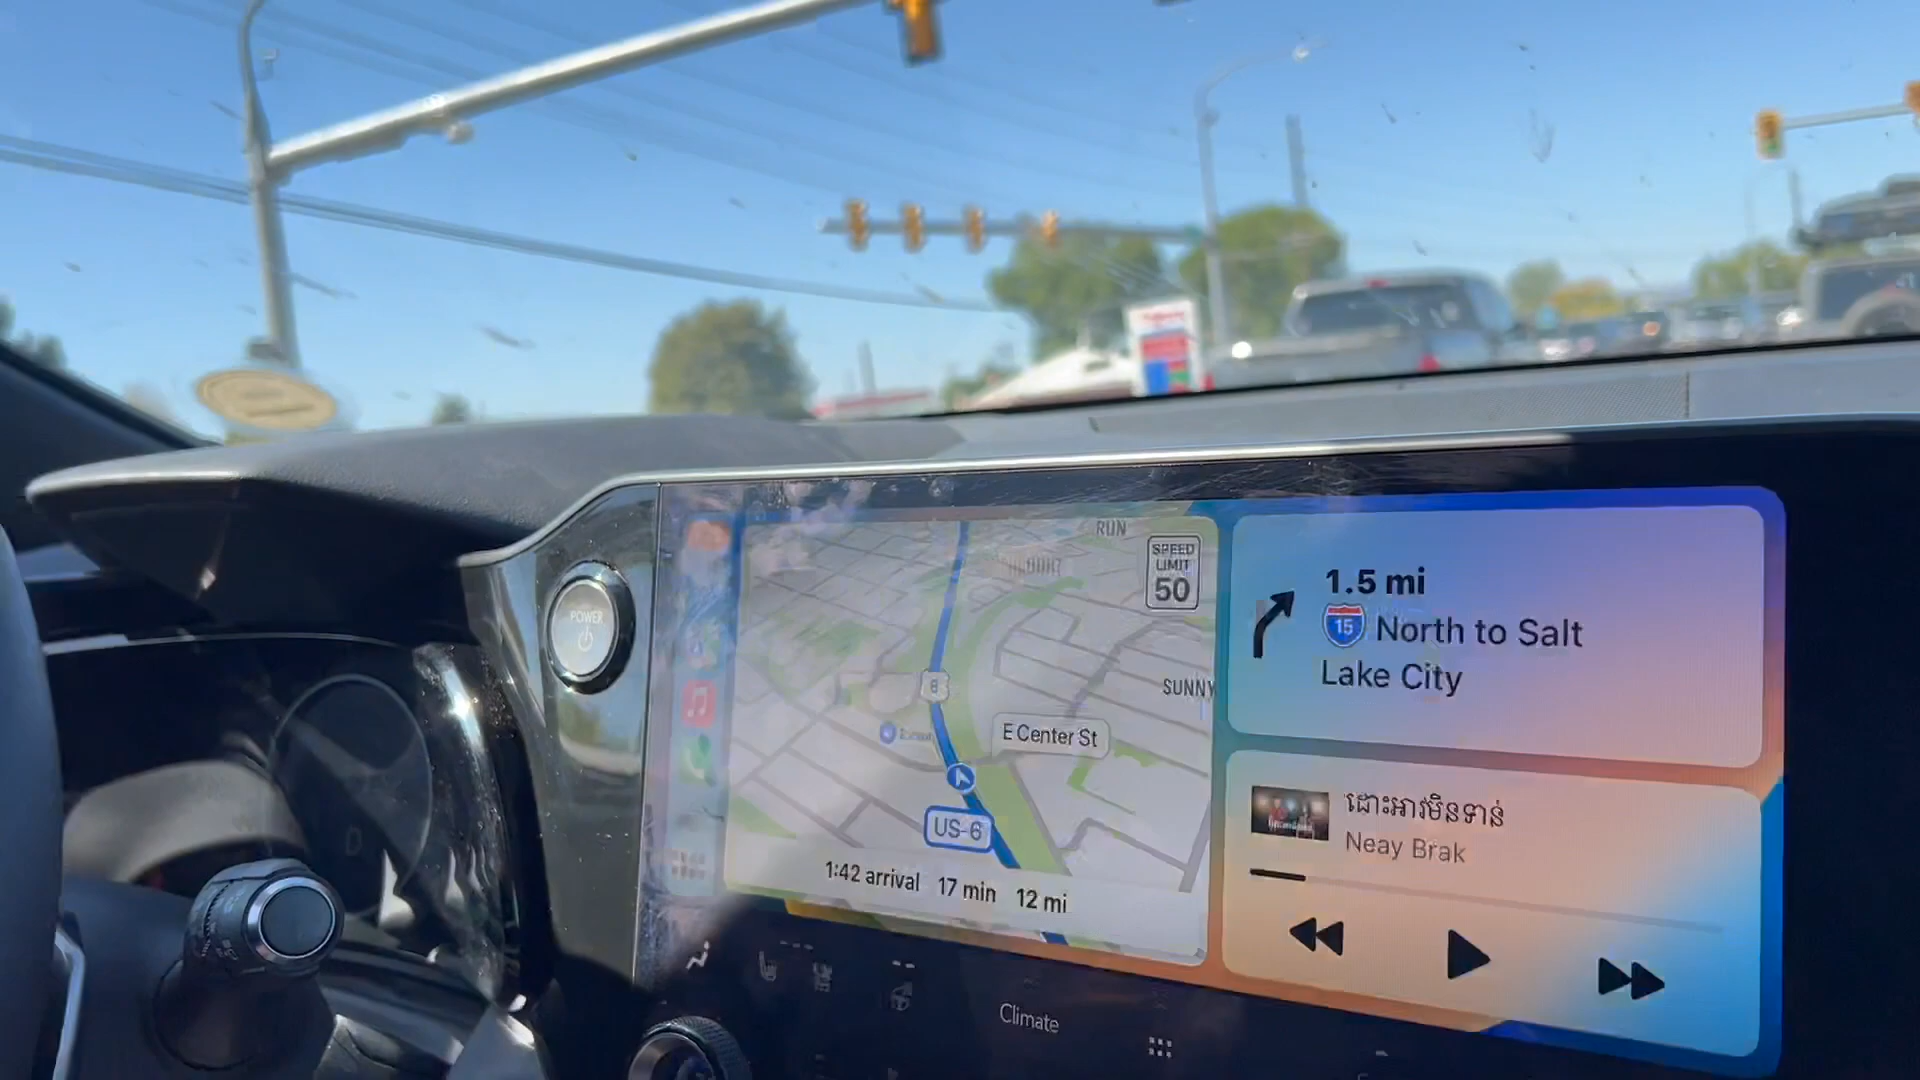 POWER
RUN
SPEED
LIMIT
50
8
E Center St
SUNNY
US-6
1:42 arrival 17 min 12 mi
1.5 mi
15 North to Salt
Lake City
ដោះអាវមិនទាន់
Neay Brak
Climate